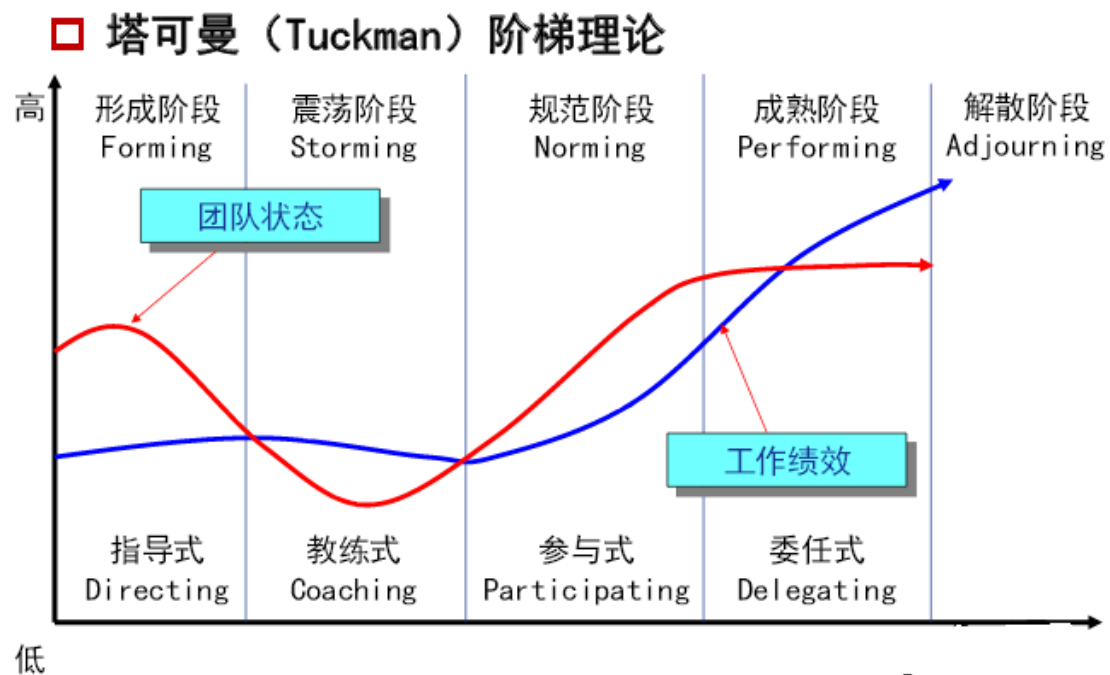 塔可曼（Tuckman）阶梯理论
高
形成阶段
Forming
震荡阶段
Storming
规范阶段
Norming
成熟阶段
Performing
解散阶段
Adjourning
团队状态
工作绩效
指导式
Directing
教练式
Coaching
参与式
Participating
委任式
Delegating
低